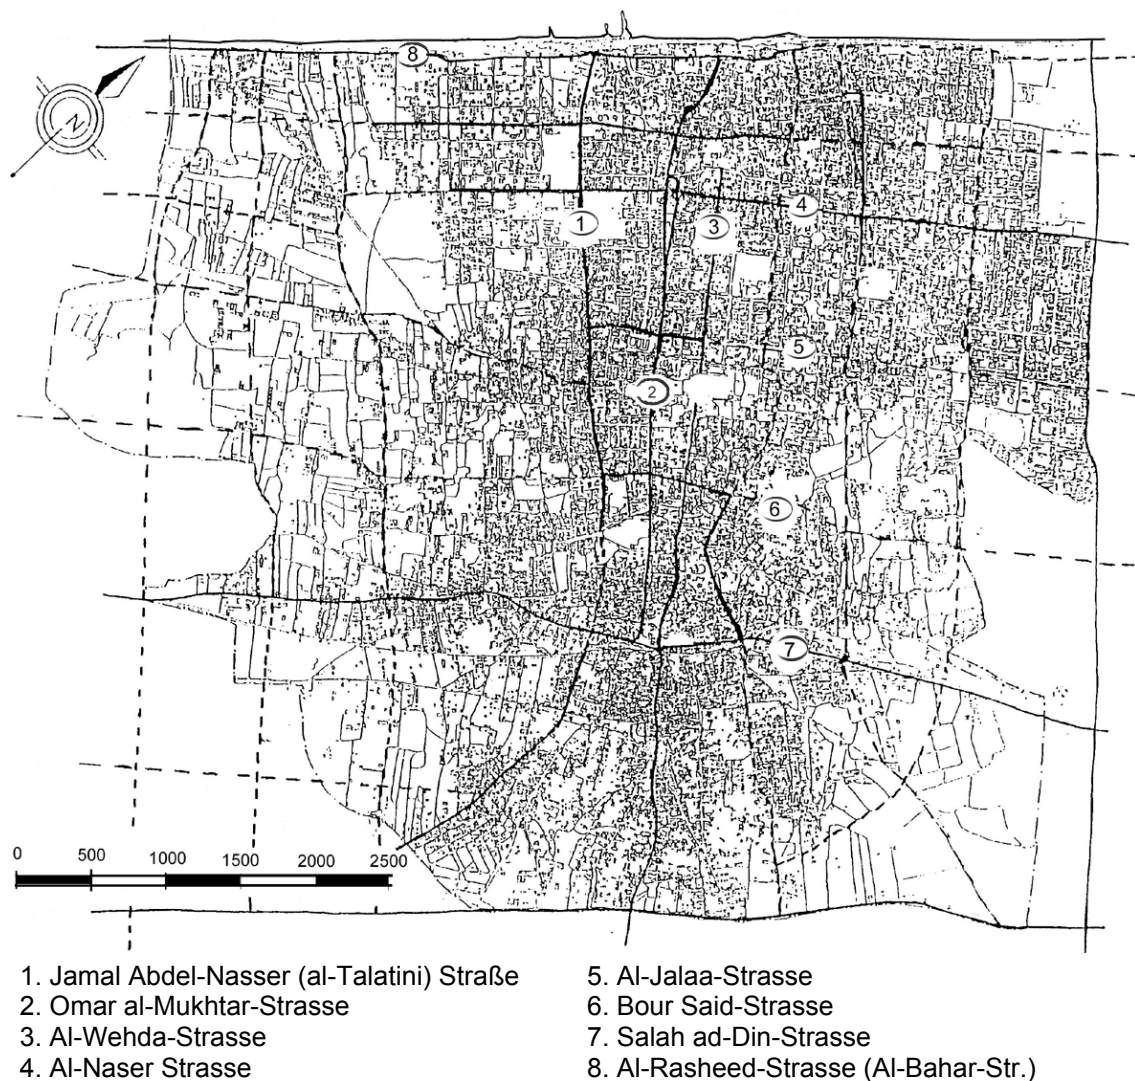 8
N
1
3
4
5
2
6
7
0 500 1000 1500 2000 2500
1. Jamal Abdel-Nasser (al-Talatini) Straße
2. Omar al-Mukhtar-Strasse
3. Al-Wehda-Strasse
4. Al-Naser Strasse
5. Al-Jalaa-Strasse
6. Bour Said-Strasse
7. Salah ad-Din-Strasse
8. Al-Rasheed-Strasse (Al-Bahar-Str.)